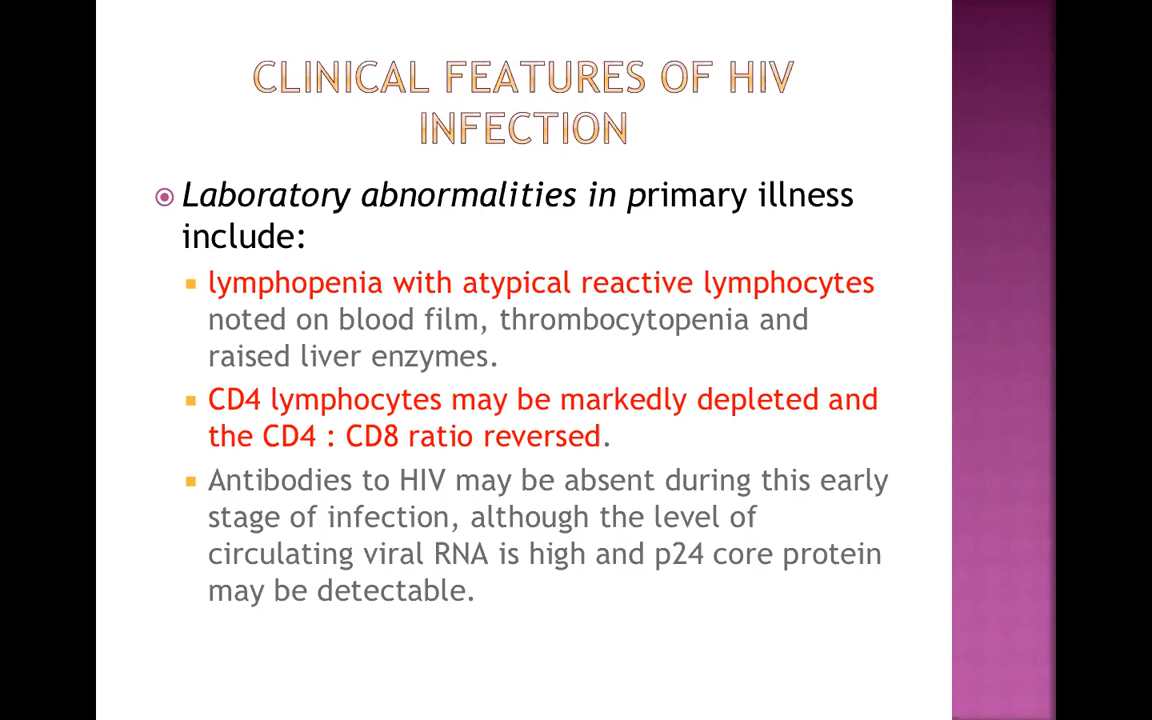 CLINICAL FEATURES OF HIV
INFECTION
Laboratory abnormalities in primary illness
include:
lymphopenia with atypical reactive lymphocytes
noted on blood film, thrombocytopenia and
raised liver enzymes.
CD4 lymphocytes may be markedly depleted and
the CD4 : CD8 ratio reversed.
Antibodies to HIV may be absent during this early
stage of infection, although the level of
circulating viral RNA is high and p24 core protein
may be detectable.